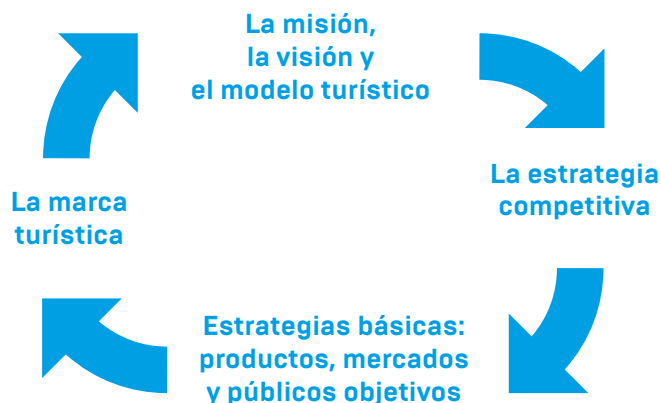 La misión,
la visión y
el modelo turístico
La estrategia
competitiva
Estrategias básicas:
productos, mercados
y públicos objetivos
La marca
turística